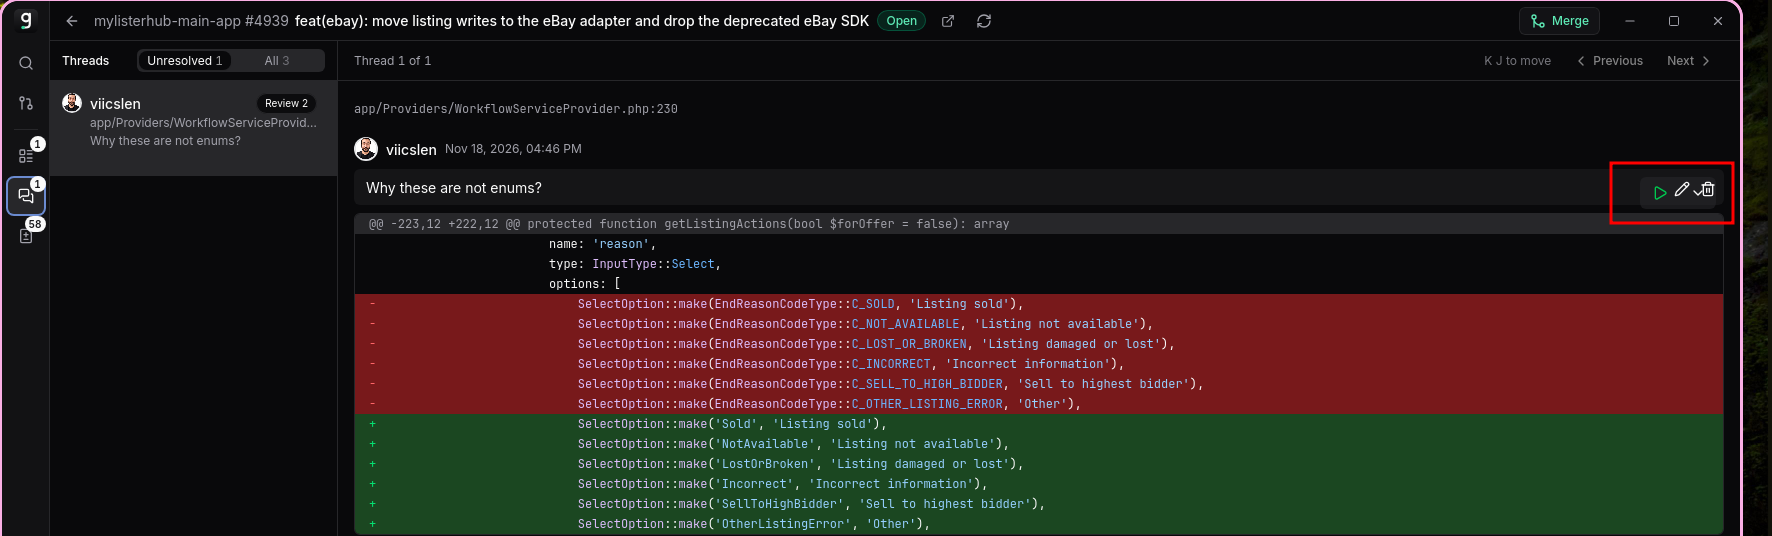 g
mylisterhub-main-app #4939 feat(ebay): move listing writes to the eBay adapter and drop the deprecated eBay SDK Open Merge
Threads Unresolved 1 All 3 Thread 1 of 1 K J to move Previous Next
viicslen Review 2
app/Providers/WorkflowServiceProvid...
Why these are not enums?
1
1
58
app/Providers/WorkflowServiceProvider.php:230
viicslen Nov 18, 2026, 04:46 PM
Why these are not enums?
@@ -223,12 +222,12 @@ protected function getListingActions(bool $forOffer = false): array
name: 'reason',
type: InputType::Select,
options: [
- SelectOption::make(EndReasonCodeType::C_SOLD, 'Listing sold'),
- SelectOption::make(EndReasonCodeType::C_NOT_AVAILABLE, 'Listing not available'),
- SelectOption::make(EndReasonCodeType::C_LOST_OR_BROKEN, 'Listing damaged or lost'),
- SelectOption::make(EndReasonCodeType::C_INCORRECT, 'Incorrect information'),
- SelectOption::make(EndReasonCodeType::C_SELL_TO_HIGH_BIDDER, 'Sell to highest bidder'),
- SelectOption::make(EndReasonCodeType::C_OTHER_LISTING_ERROR, 'Other'),
+ SelectOption::make('Sold', 'Listing sold'),
+ SelectOption::make('NotAvailable', 'Listing not available'),
+ SelectOption::make('LostOrBroken', 'Listing damaged or lost'),
+ SelectOption::make('Incorrect', 'Incorrect information'),
+ SelectOption::make('SellToHighBidder', 'Sell to highest bidder'),
+ SelectOption::make('OtherListingError', 'Other'),